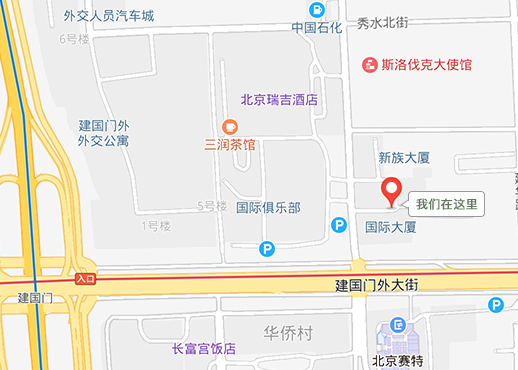 外交人员汽车城
中国石化
秀水北街
6号楼
斯洛伐克大使馆
北京瑞吉酒店
建国门外
外交公寓
三润茶馆
新族大厦
5号楼
国际俱乐部
我们在这里
1号楼
国际大厦
P
P
入口
建国门外大街
建国门
P
华侨村
长富宫饭店
北京赛特